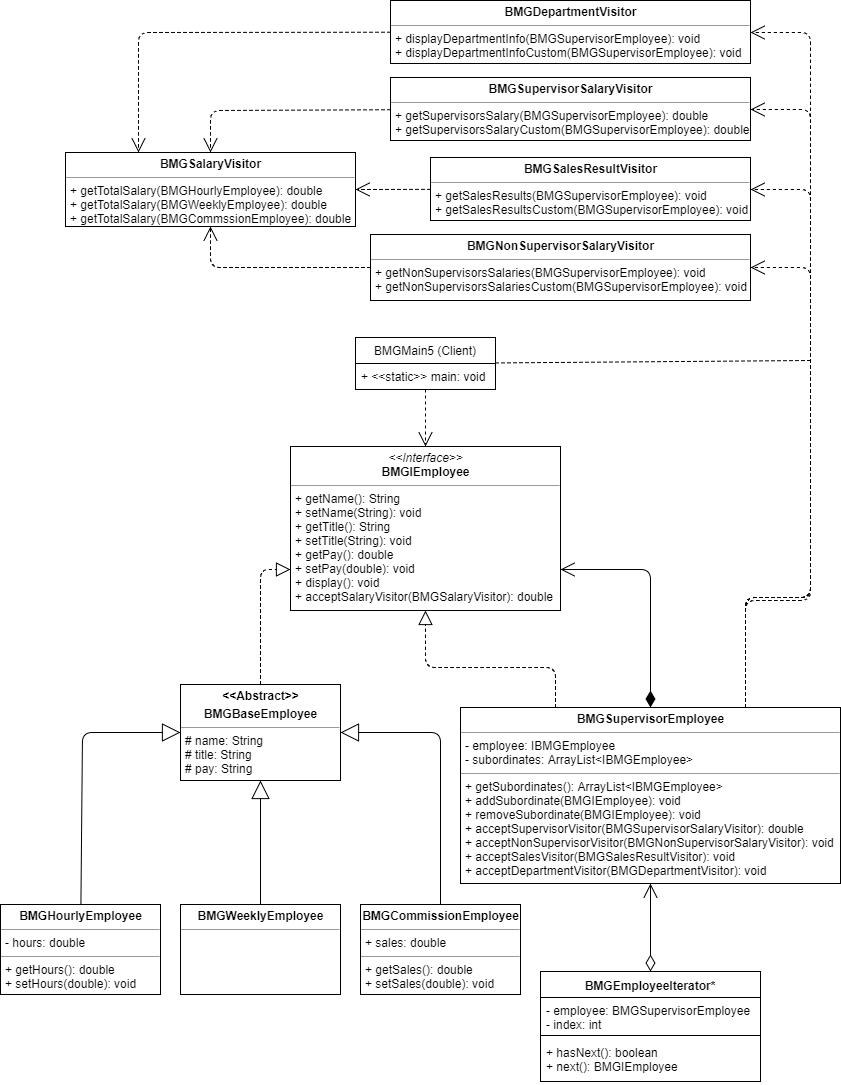 BMGDepartmentVisitor
+ displayDepartmentInfo(BMGSupervisorEmployee): void
+ displayDepartmentInfoCustom(BMGSupervisorEmployee): void
BMGSupervisorSalaryVisitor
+ getSupervisorsSalary(BMGSupervisorEmployee): double
+ getSupervisorsSalaryCustom(BMGSupervisorEmployee): double
BMGSalaryVisitor
+ getTotalSalary(BMGHourlyEmployee): double
+ getTotalSalary(BMGWeeklyEmployee): double
+ getTotalSalary(BMGCommssionEmployee): double
BMGSalesResultVisitor
+ getSalesResults(BMGSupervisorEmployee): void
+ getSalesResultsCustom(BMGSupervisorEmployee): void
BMGNonSupervisorSalaryVisitor
+ getNonSupervisorsSalaries(BMGSupervisorEmployee): void
+ getNonSupervisorsSalariesCustom(BMGSupervisorEmployee): void
BMGMain5 (Client)
+ <<static>> main: void
<<Interface>>
BMGIEmployee
+ getName(): String
+ setName(String): void
+ getTitle(): String
+ setTitle(String): void
+ getPay(): double
+ setPay(double): void
+ display(): void
+ acceptSalaryVisitor(BMGSalaryVisitor): double
<<Abstract>>
BMGBaseEmployee
# name: String
# title: String
# pay: String
BMGSupervisorEmployee
- employee: IBMGEmployee
- subordinates: ArrayList<IBMGEmployee>
+ getSubordinates(): ArrayList<IBMGEmployee>
+ addSubordinate(BMGIEmployee): void
+ removeSubordinate(BMGIEmployee): void
+ acceptSupervisorVisitor(BMGSupervisorSalaryVisitor): double
+ acceptNonSupervisorVisitor(BMGNonSupervisorSalaryVisitor): void
+ acceptSalesVisitor(BMGSalesResultVisitor): void
+ acceptDepartmentVisitor(BMGDepartmentVisitor): void
BMGHourlyEmployee
- hours: double
+ getHours(): double
+ setHours(double): void
BMGWeeklyEmployee
BMGCommissionEmployee
+ sales: double
+ getSales(): double
+ setSales(double): void
BMGEmployeeIterator*
- employee: BMGSupervisorEmployee
- index: int
+ hasNext(): boolean
+ next(): BMGIEmployee